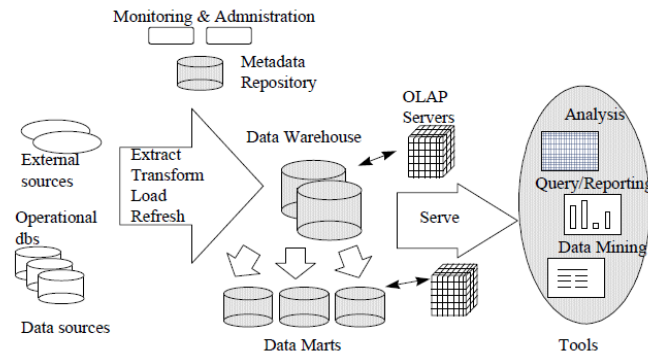 Monitoring & Admnistration
Metadata
Repository
OLAP
Servers
Analysis
Data Warehouse
External
sources
Extract
Transform
Load
Refresh
Query/Reporting
Operational
dbs
Serve
Data Mining
Data sources
Data Marts
Tools